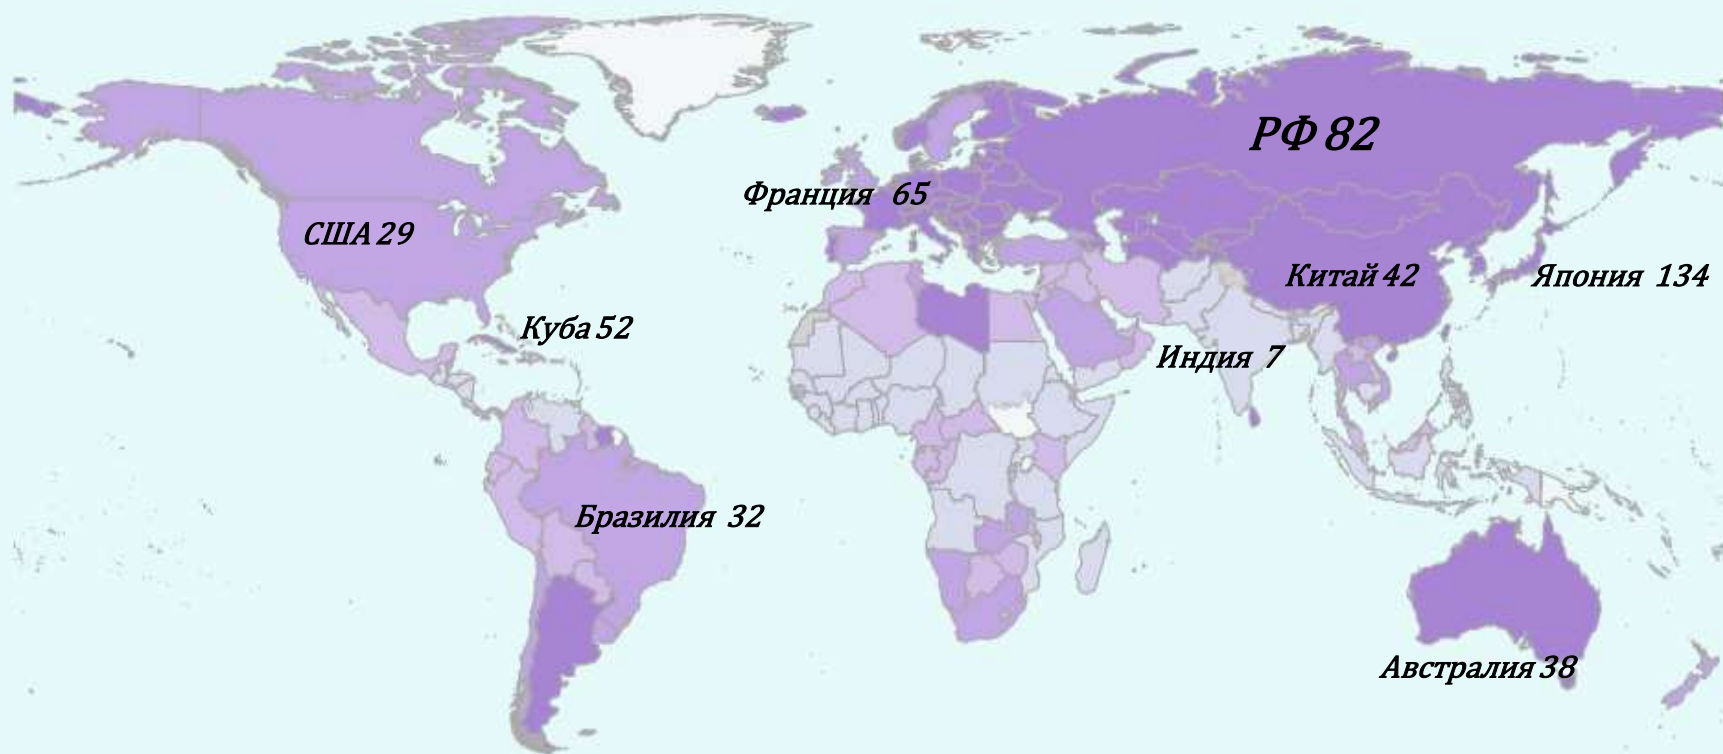 РФ 82
Франция 65
США 29
Китай 42
Япония 134
Куба 52
Индия 7
Бразилия 32
Австралия 38